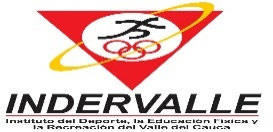 INDERVALLE
Instituto del Deporte, la Educación Física y
la Recreación del Valle del Cauca